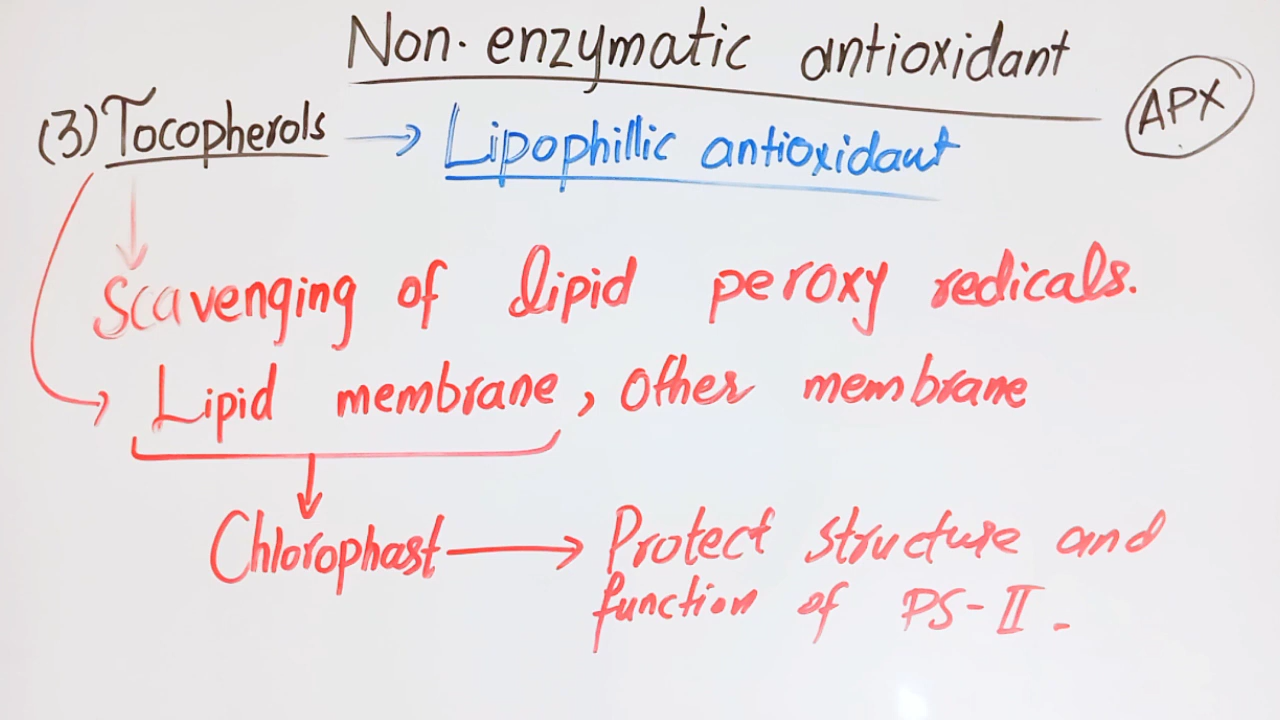 Non-enzymatic antioxidant
APX
(3) Tocopherols → Lipophillic antioxidant
Scavenging of lipid peroxy redicals.
Lipid membrane, Other membrane
Chlorophast → Protect structure and
function of PS-II.